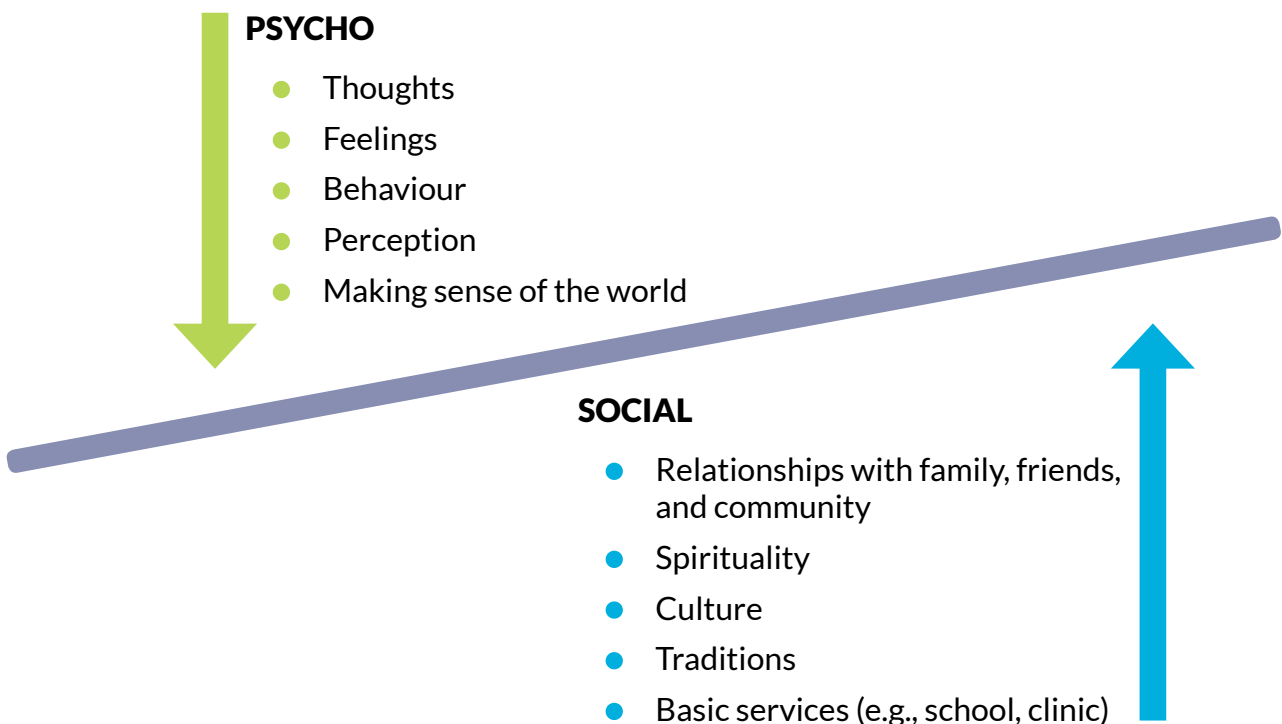 PSYCHO
Thoughts
Feelings
Behaviour
Perception
Making sense of the world
SOCIAL
Relationships with family, friends,
and community
Spirituality
Culture
Traditions
Basic services (e.g., school, clinic)